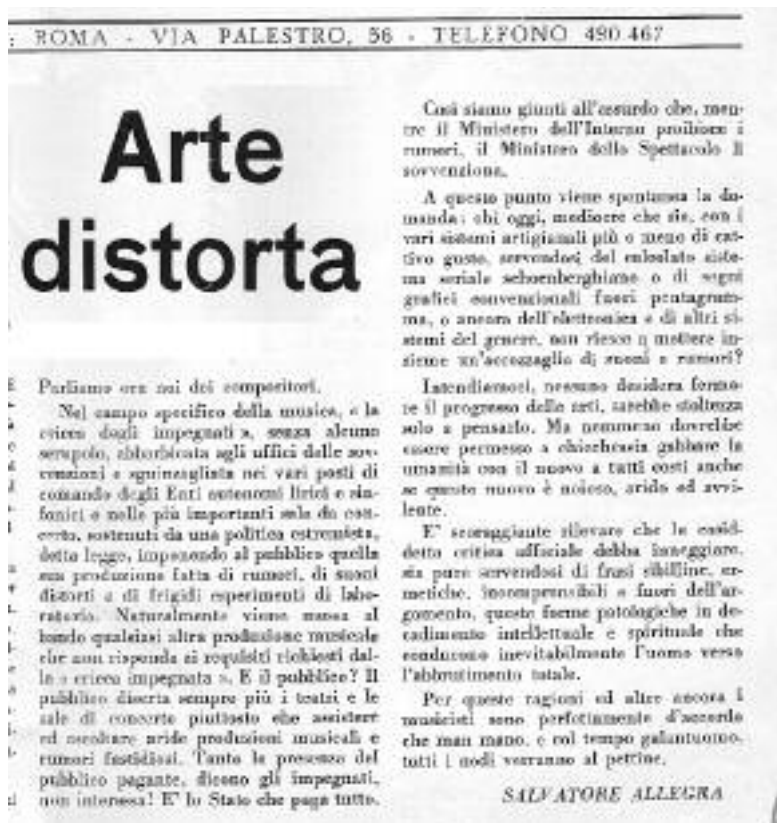 : ROMA - VIA PALESTRO, 56 - TELEFONO 490.467
Arte
distorta
Parliamo ora noi dei compositori.
Nel campo specifico della musica, « la
cricca degli impegnati », senza alcuno
scrupolo, abbarbicata agli uffici delle sov-
venzioni e sguinzagliata nei vari posti di
comando degli Enti autonomi lirici e sin-
fonici e nelle più importanti sale da con-
certo, sostenuti da una politica estremista,
detta legge, imponendo al pubblico quella
sua produzione fatta di rumori, di suoni
distorti e di frigidi esperimenti di labo-
ratorio. Naturalmente viene messa al
bando qualsiasi altra produzione musicale
che non risponda ai requisiti richiesti dal-
la « cricca impegnata ». E il pubblico? Il
pubblico diserta sempre più i teatri e le
sale di concerto piuttosto che assistere
ed ascoltare aride produzioni musicali e
rumori fastidiosi. Tanto la presenza del
pubblico pagante, dicono gli impegnati,
non interessa! E' lo Stato che paga tutto.
Così siamo giunti all'assurdo che, men-
tre il Ministero dell'Interno proibisce i
rumori, il Ministero dello Spettacolo li
sovvenziona.
A questo punto viene spontanea la do-
manda: chi oggi, mediocre che sia, con i
vari sistemi artigianali più o meno di cat-
tivo gusto, servendosi del calcolato siste-
ma seriale schoenberghiano o di segni
grafici convenzionali fuori pentagram-
ma, o ancora dell'elettronica e di altri si-
stemi del genere, non riesce a mettere in-
sieme un'accozzaglia di suoni e rumori?
Intendiamoci, nessuno desidera ferma-
re il progresso delle arti, sarebbe stoltezza
solo a pensarlo. Ma nemmeno dovrebbe
essere permesso a chicchessia gabbare la
umanità con il nuovo a tutti costi anche
se questo nuovo è noioso, arido ed avvi-
lente.
E' scoraggiante rilevare che la cosid-
detta critica ufficiale debba inneggiare,
sia pure servendosi di frasi sibilline, er-
metiche, incomprensibili e fuori dell'ar-
gomento, queste forme patologiche in de-
cadimento intellettuale e spirituale che
conducono inevitabilmente l'uomo verso
l'abbrutimento totale.
Per queste ragioni ed altre ancora i
musicisti sono perfettamente d'accordo
che man mano, e col tempo galantuomo,
tutti i nodi verranno al pettine.
SALVATORE ALLEGRA